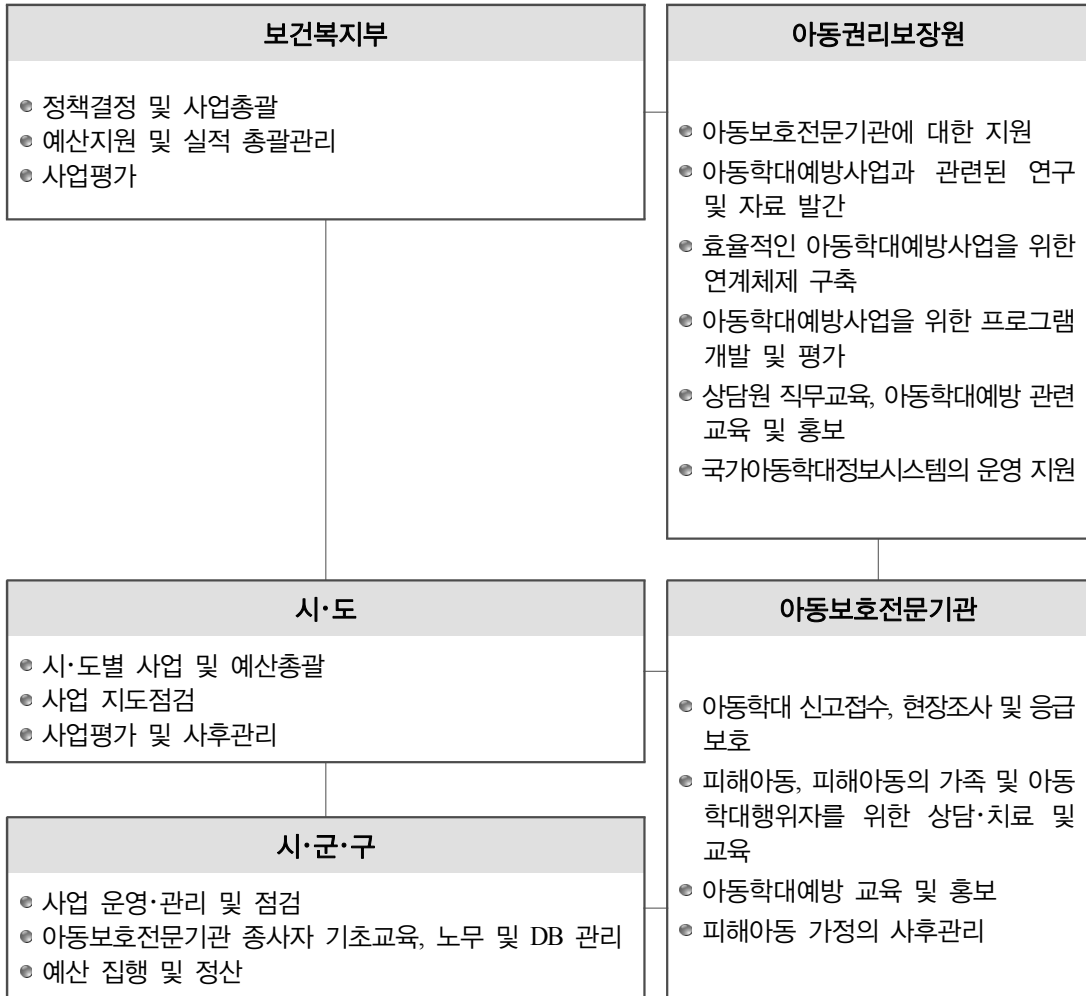 보건복지부
정책결정 및 사업총괄
예산지원 및 실적 총괄관리
사업평가
아동권리보장원
아동보호전문기관에 대한 지원
아동학대예방사업과 관련된 연구
및 자료 발간
효율적인 아동학대예방사업을 위한
연계체제 구축
아동학대예방사업을 위한 프로그램
개발 및 평가
상담원 직무교육, 아동학대예방 관련
교육 및 홍보
국가아동학대정보시스템의 운영 지원
시·도
시·도별 사업 및 예산총괄
사업 지도점검
사업평가 및 사후관리
아동보호전문기관
아동학대 신고접수, 현장조사 및 응급
보호
피해아동, 피해아동의 가족 및 아동
학대행위자를 위한 상담·치료 및
교육
아동학대예방 교육 및 홍보
피해아동 가정의 사후관리
시·군·구
사업 운영·관리 및 점검
아동보호전문기관 종사자 기초교육, 노무 및 DB 관리
예산 집행 및 정산